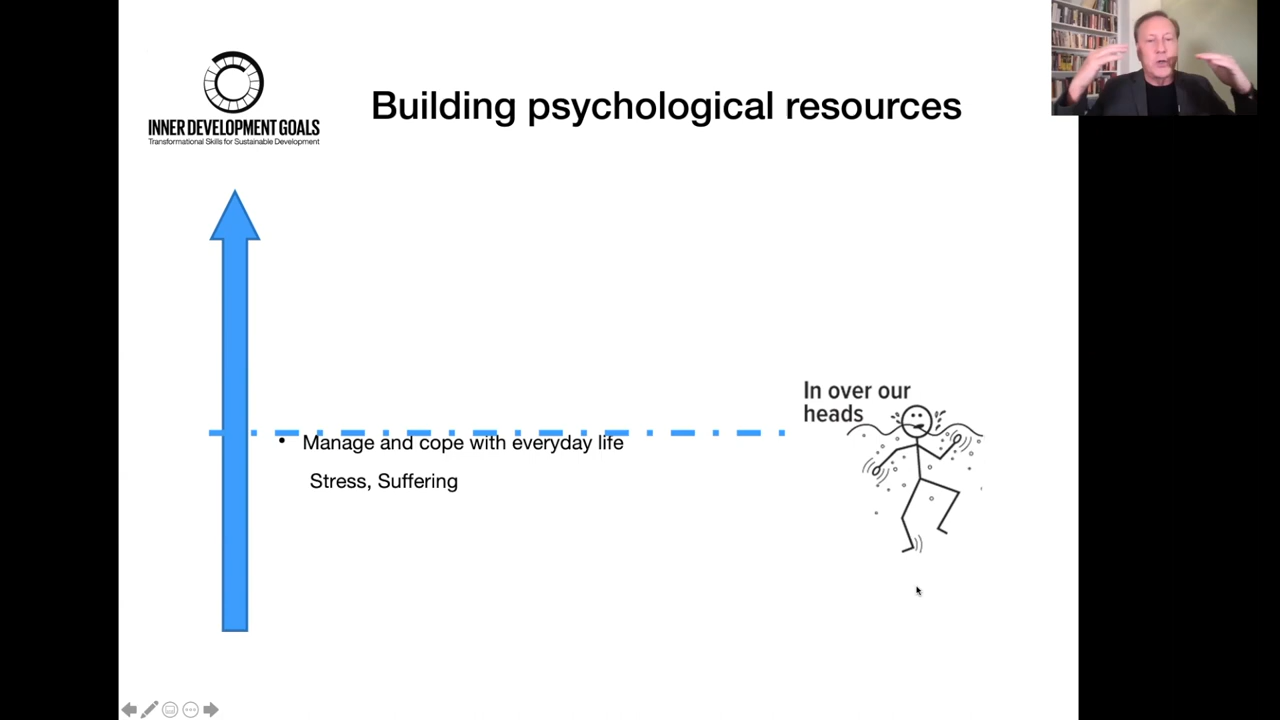 INNER DEVELOPMENT GOALS
Transformational Skills for Sustainable Development
Building psychological resources
In over our
heads
• Manage and cope with everyday life
Stress, Suffering